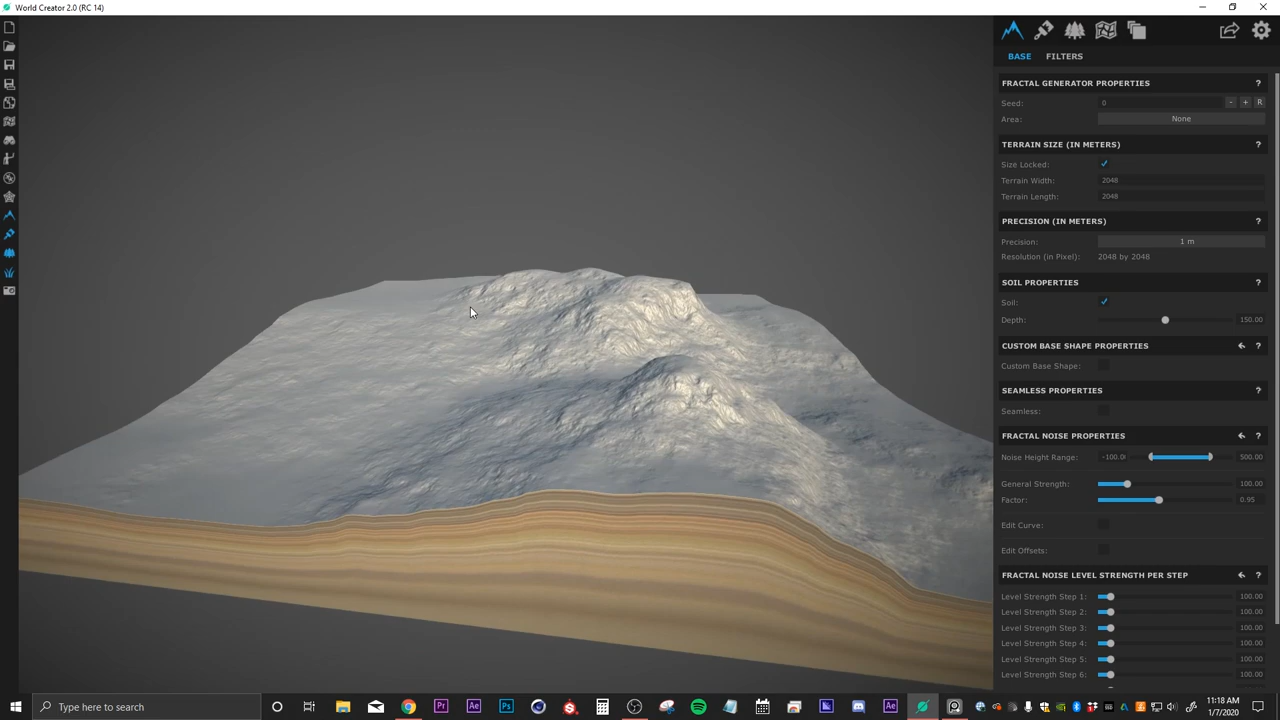 World Creator 2.0 (RC 14)
BASE FILTERS
FRACTAL GENERATOR PROPERTIES ?
Seed: 0 - + R
Area: None
TERRAIN SIZE (IN METERS) ?
Size Locked:
Terrain Width: 2048
Terrain Length: 2048
PRECISION (IN METERS) ?
Precision: 1 m
Resolution (in Pixel): 2048 by 2048
SOIL PROPERTIES ?
Soil:
Depth: 150.00
CUSTOM BASE SHAPE PROPERTIES ?
Custom Base Shape:
SEAMLESS PROPERTIES ?
Seamless:
FRACTAL NOISE PROPERTIES ?
Noise Height Range: -100.0 500.00
General Strength: 100.00
Factor: 0.95
Edit Curve:
Edit Offsets:
FRACTAL NOISE LEVEL STRENGTH PER STEP ?
Level Strength Step 1: 100.00
Level Strength Step 2: 100.00
Level Strength Step 3: 100.00
Level Strength Step 4: 100.00
Level Strength Step 5: 100.00
Level Strength Step 6: 100.00
Type here to search
Pr Ae Ps Ae
11:18 AM
1/7/2020